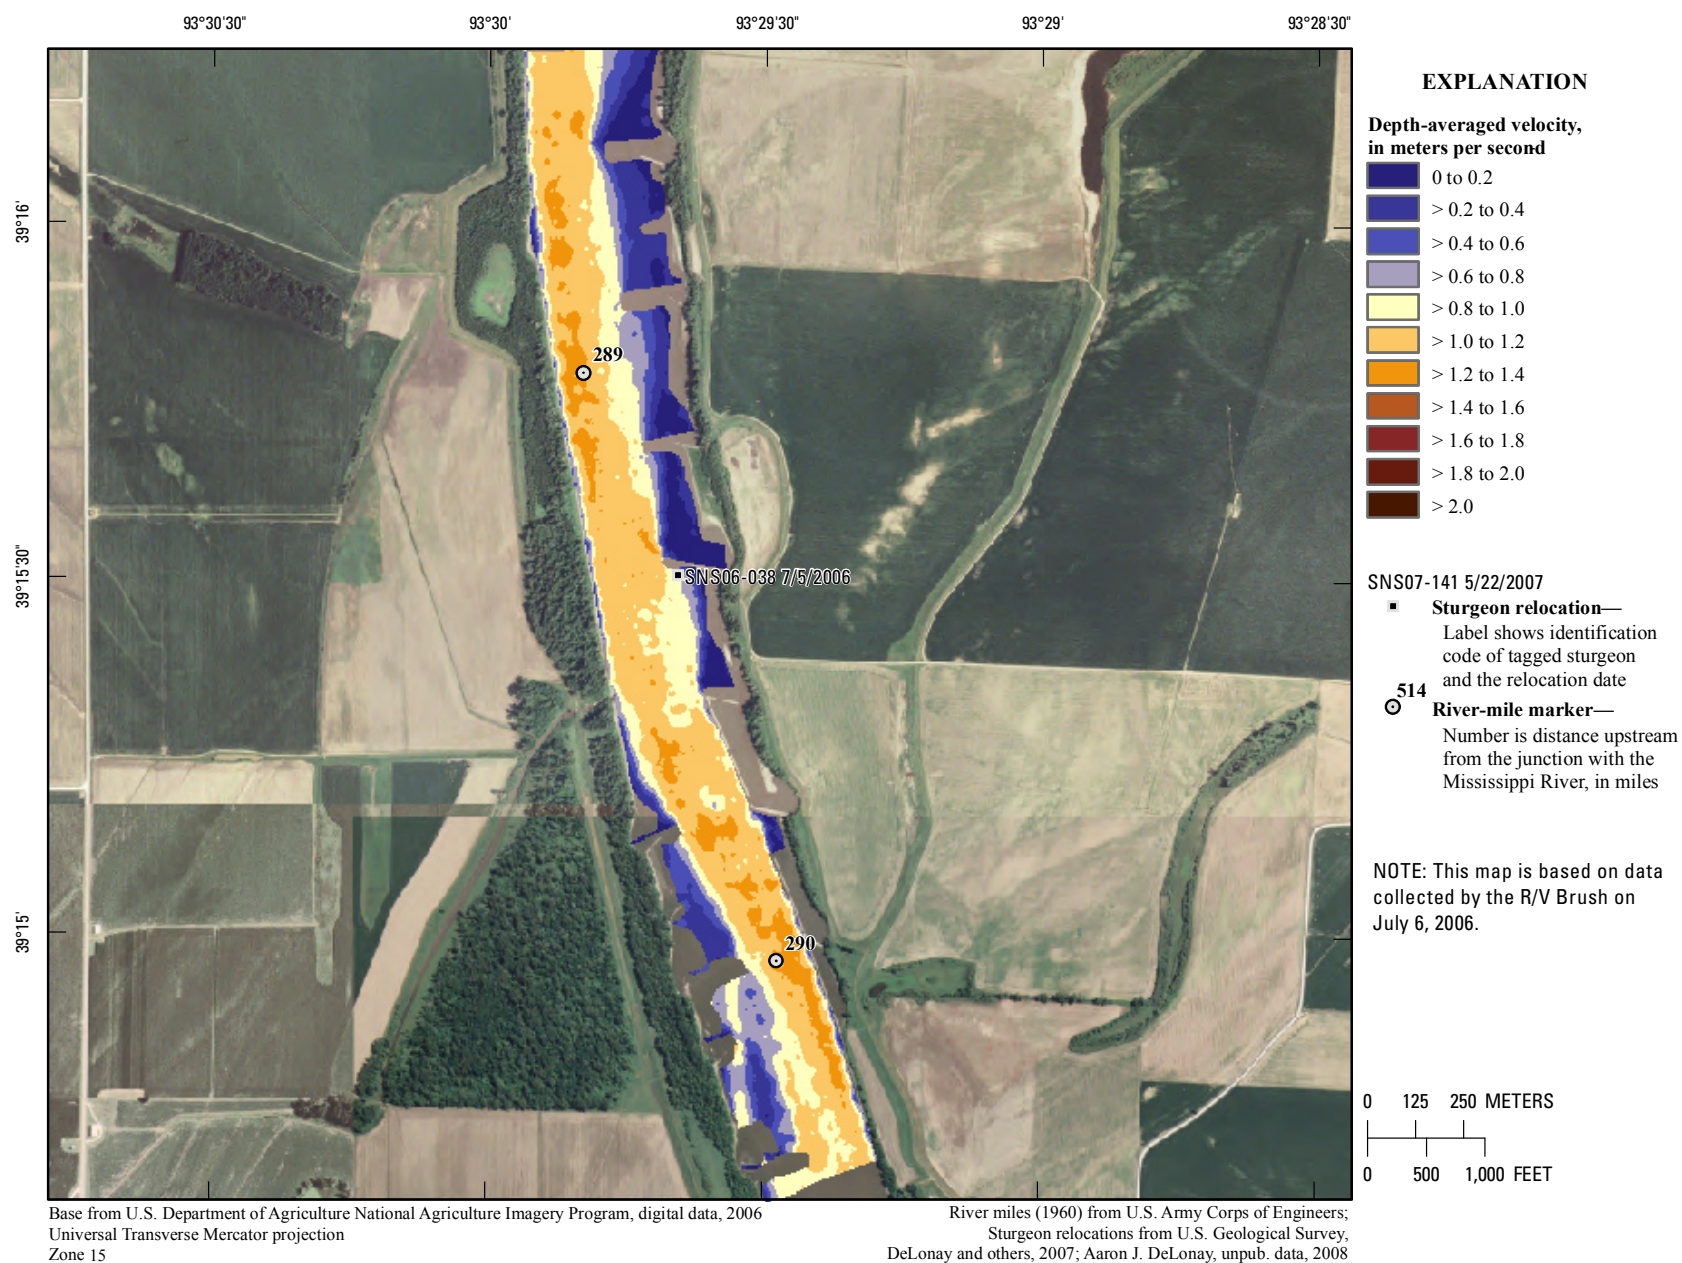 93°30'30"
93°30'
93°29'30"
93°29'
93°28'30"
39°16'
39°15'30"
39°15'
289
SNS06-038 7/5/2006
290
EXPLANATION
Depth-averaged velocity,
in meters per second
0 to 0.2
> 0.2 to 0.4
> 0.4 to 0.6
> 0.6 to 0.8
> 0.8 to 1.0
> 1.0 to 1.2
> 1.2 to 1.4
> 1.4 to 1.6
> 1.6 to 1.8
> 1.8 to 2.0
> 2.0
SNS07-141 5/22/2007
Sturgeon relocation—
Label shows identification
code of tagged sturgeon
and the relocation date
514
River-mile marker—
Number is distance upstream
from the junction with the
Mississippi River, in miles
NOTE: This map is based on data
collected by the R/V Brush on
July 6, 2006.
0 125 250 METERS
0 500 1,000 FEET
Base from U.S. Department of Agriculture National Agriculture Imagery Program, digital data, 2006
Universal Transverse Mercator projection
Zone 15
River miles (1960) from U.S. Army Corps of Engineers;
Sturgeon relocations from U.S. Geological Survey,
DeLonay and others, 2007; Aaron J. DeLonay, unpub. data, 2008